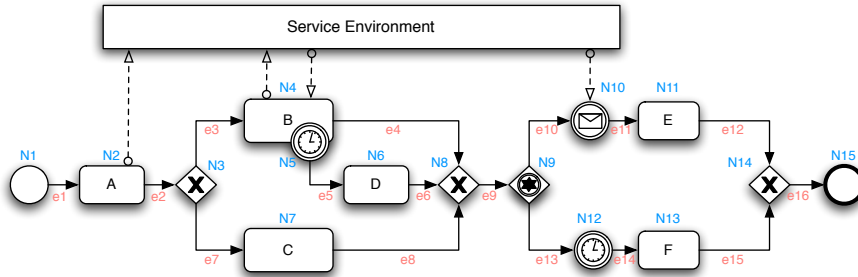 Service Environment
N4
N10
N11
e3
B
e4
e10
e11
E
e12
N1
N2
N3
N5
N6
N8
N9
N14
N15
e1
A
e2
e5
D
e6
e9
e16
N7
N12
N13
e7
C
e8
e13
e14
F
e15